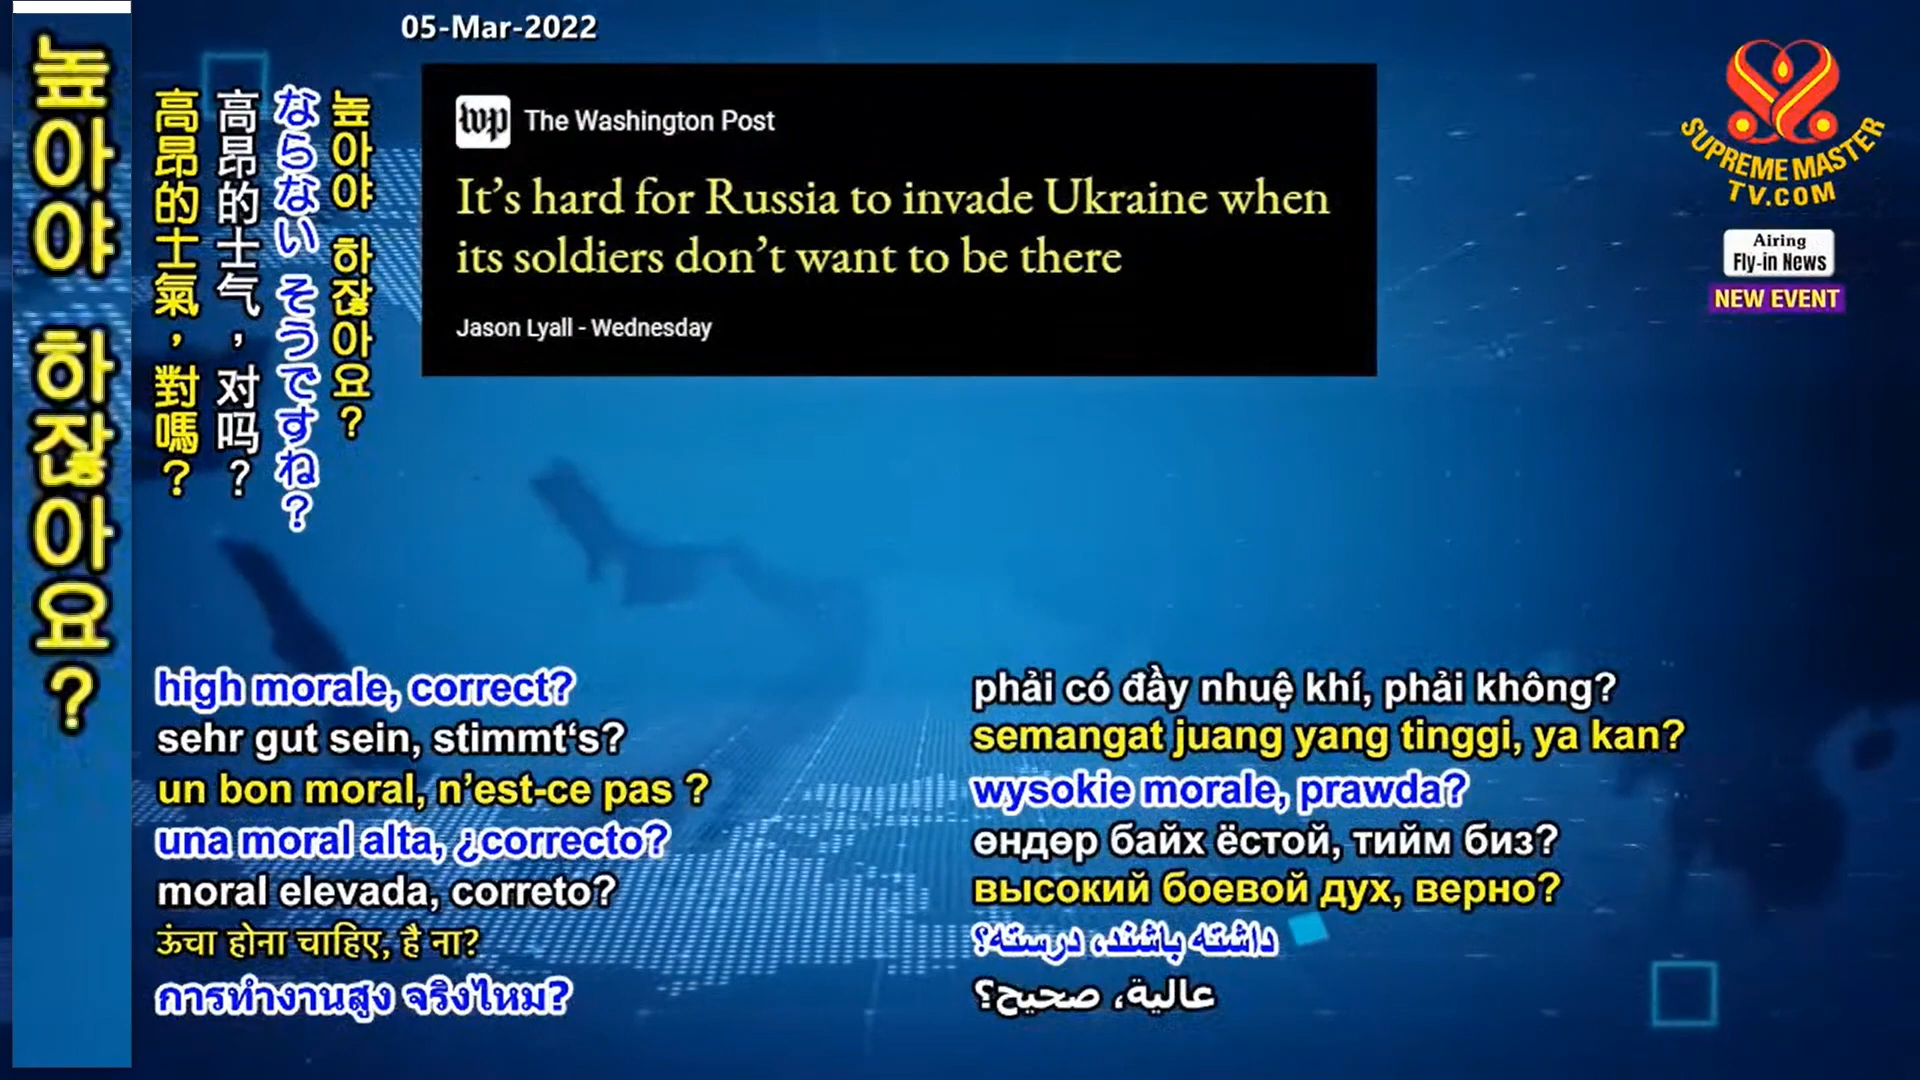 05-Mar-2022
높아야 하잖아요?
高昂的士氣，對嗎？
高昂的士气，对吗？
ならない そうですね？
높아야 하잖아요?
wp The Washington Post
It’s hard for Russia to invade Ukraine when
its soldiers don’t want to be there
Jason Lyall - Wednesday
SUPREME MASTER
TV.COM
Airing
Fly-in News
NEW EVENT
high morale, correct?
sehr gut sein, stimmt‘s?
un bon moral, n’est-ce pas ?
una moral alta, ¿correcto?
moral elevada, correto?
ऊंचा होना चाहिए, है ना?
การทำงานสูง จริงไหม?
phải có đầy nhuệ khí, phải không?
semangat juang yang tinggi, ya kan?
wysokie morale, prawda?
өндөр байх ёстой, тийм биз?
высокий боевой дух, верно?
داشته باشند، درسته؟
عالية، صحيح؟